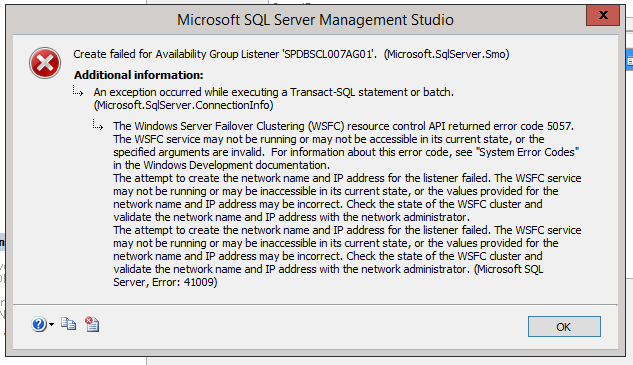 Microsoft SQL Server Management Studio
Create failed for Availability Group Listener 'SPDBSCL007AG01'. (Microsoft.SqlServer.Smo)
Additional information:
An exception occurred while executing a Transact-SQL statement or batch.
(Microsoft.SqlServer.ConnectionInfo)
The Windows Server Failover Clustering (WSFC) resource control API returned error code 5057.
The WSFC service may not be running or may not be accessible in its current state, or the
specified arguments are invalid. For information about this error code, see "System Error Codes"
in the Windows Development documentation.
The attempt to create the network name and IP address for the listener failed. The WSFC service
may not be running or may be inaccessible in its current state, or the values provided for the
network name and IP address may be incorrect. Check the state of the WSFC cluster and
validate the network name and IP address with the network administrator.
The attempt to create the network name and IP address for the listener failed. The WSFC service
may not be running or may be inaccessible in its current state, or the values provided for the
network name and IP address may be incorrect. Check the state of the WSFC cluster and
validate the network name and IP address with the network administrator. (Microsoft SQL
Server, Error: 41009)
OK